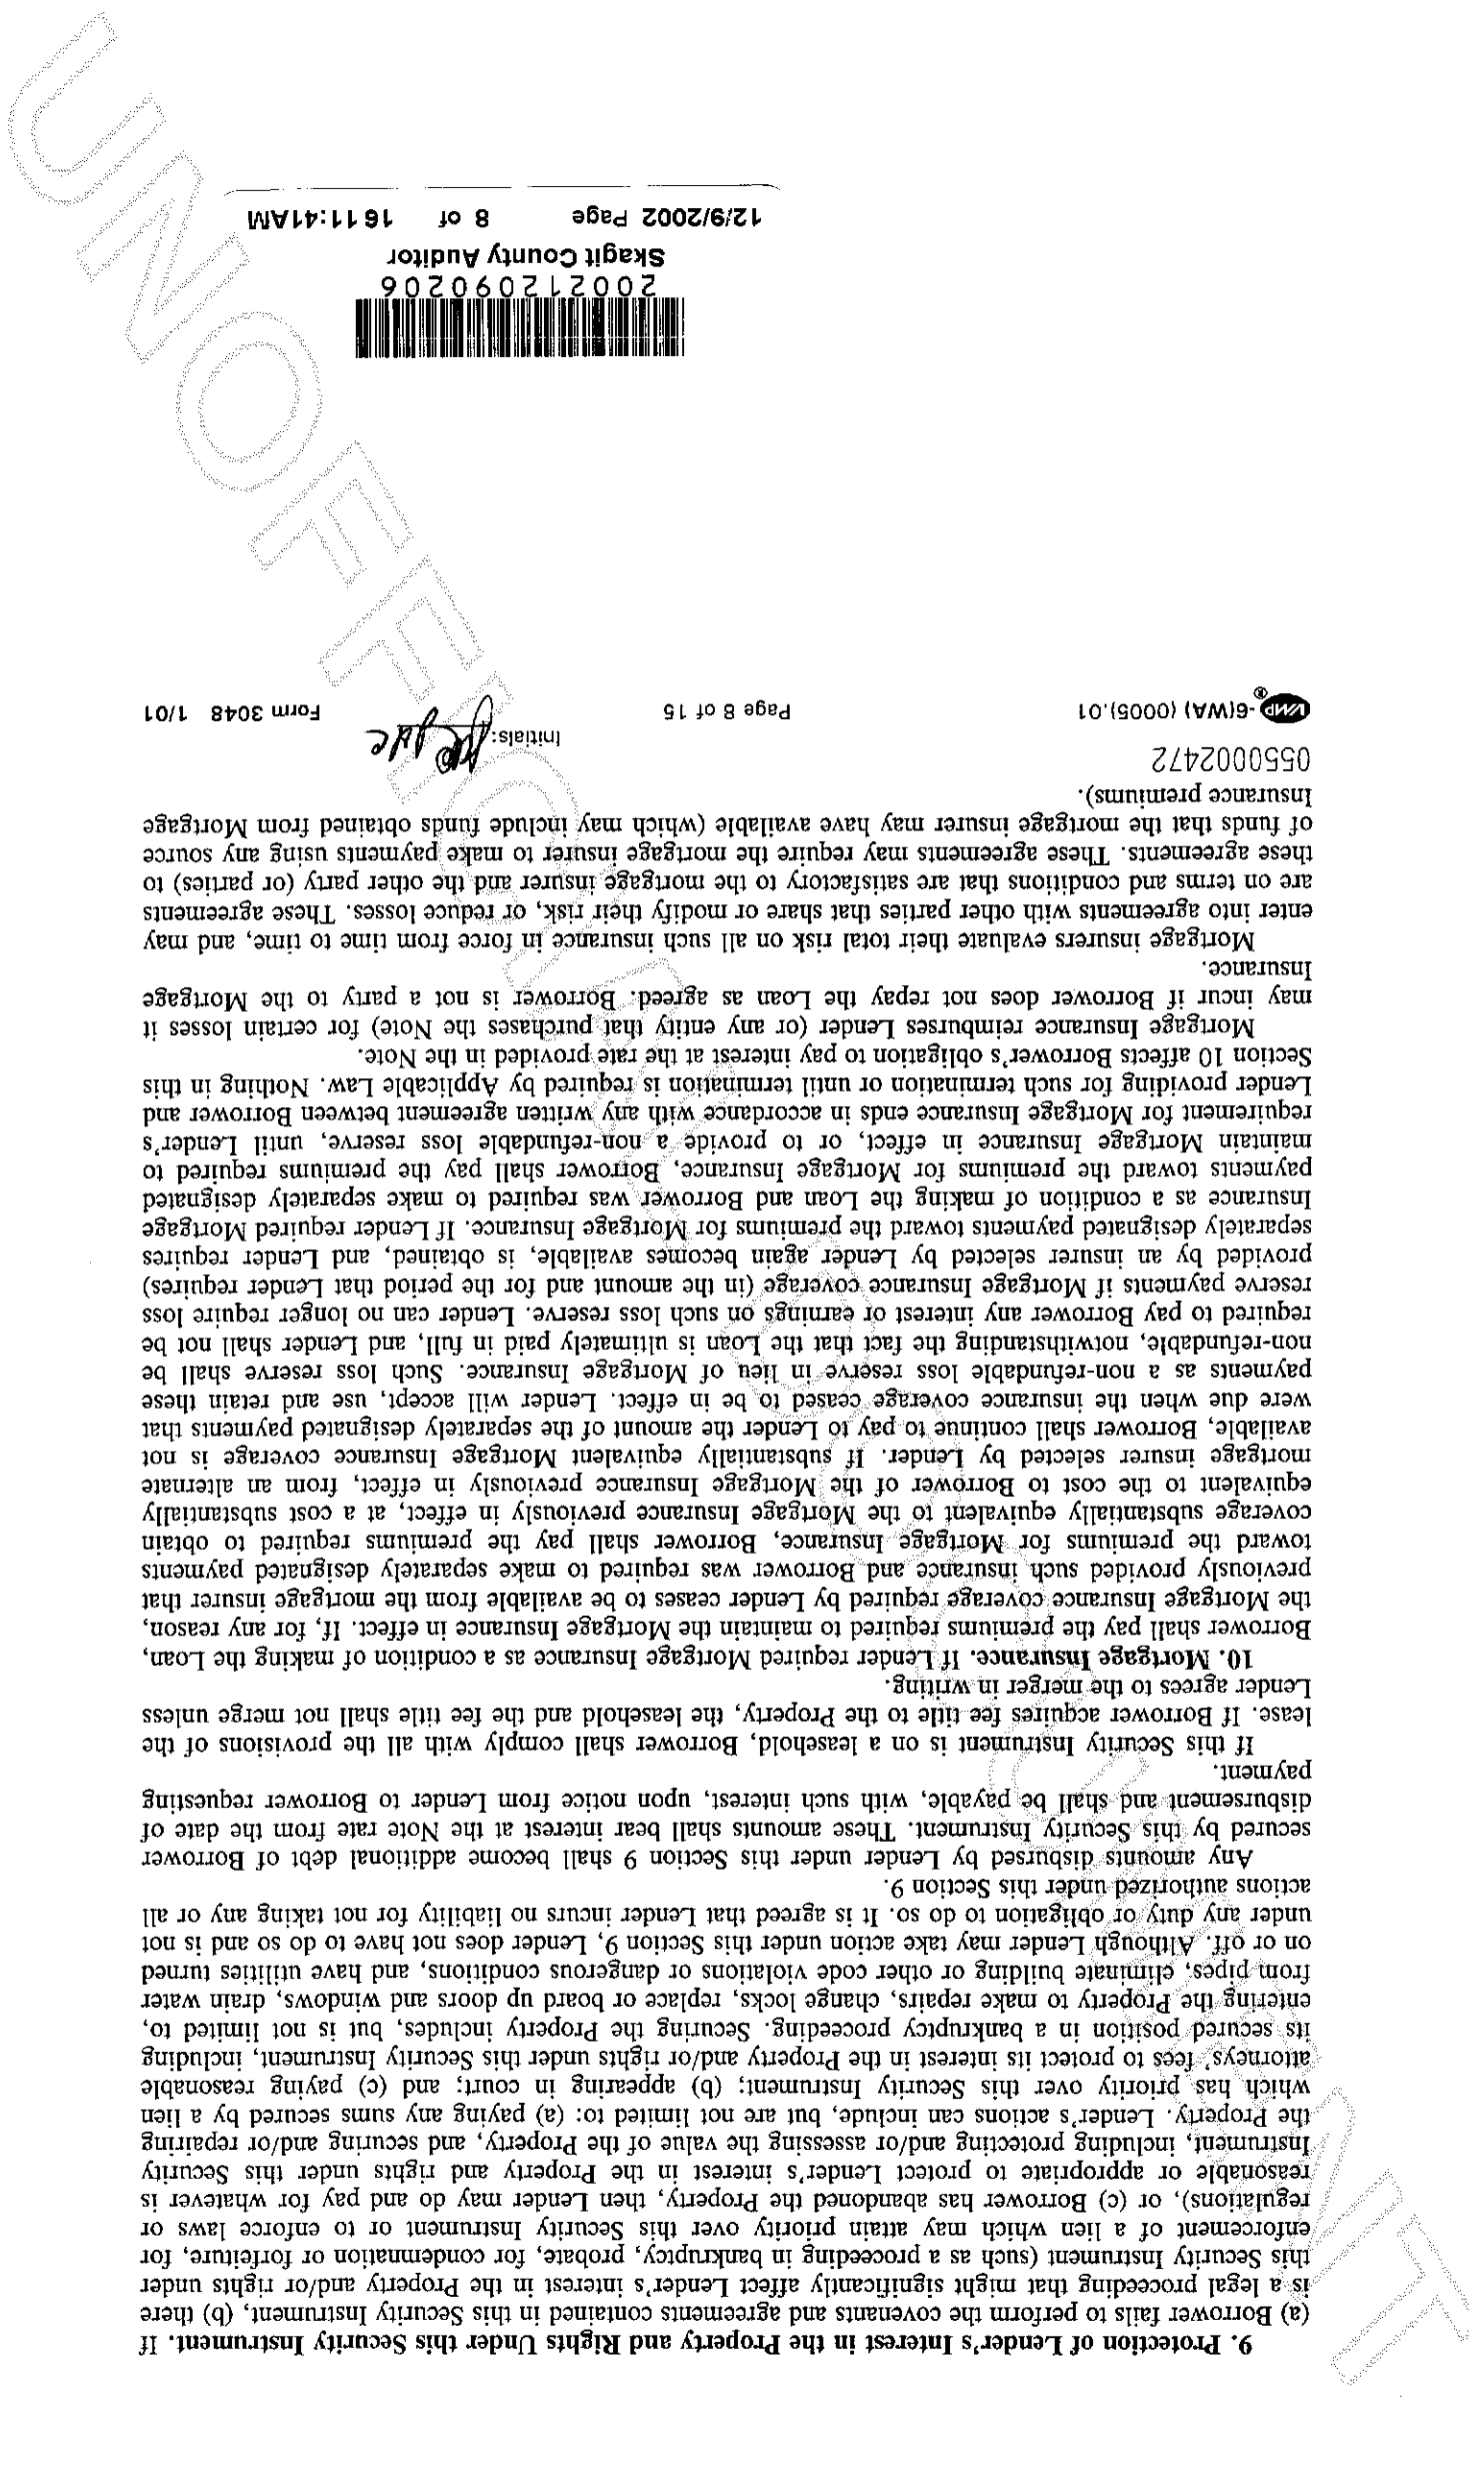 9. Protection of Lender's Interest in the Property and Rights Under this Security Instrument. If
(a) Borrower fails to perform the covenants and agreements contained in this Security Instrument, (b) there
is a legal proceeding that might significantly affect Lender's interest in the Property and/or rights under
this Security Instrument (such as a proceeding in bankruptcy, probate, for condemnation or forfeiture, for
enforcement of a lien which may attain priority over this Security Instrument or to enforce laws or
regulations), or (c) Borrower has abandoned the Property, then Lender may do and pay for whatever is
reasonable or appropriate to protect Lender's interest in the Property and rights under this Security
Instrument, including protecting and/or assessing the value of the Property, and securing and/or repairing
the Property. Lender's actions can include, but are not limited to: (a) paying any sums secured by a lien
which has priority over this Security Instrument; (b) appearing in court; and (c) paying reasonable
attorneys' fees to protect its interest in the Property and/or rights under this Security Instrument, including
its secured position in a bankruptcy proceeding. Securing the Property includes, but is not limited to,
entering the Property to make repairs, change locks, replace or board up doors and windows, drain water
from pipes, eliminate building or other code violations or dangerous conditions, and have utilities turned
on or off. Although Lender may take action under this Section 9, Lender does not have to do so and is not
under any duty or obligation to do so. It is agreed that Lender incurs no liability for not taking any or all
actions authorized under this Section 9.
Any amounts disbursed by Lender under this Section 9 shall become additional debt of Borrower
secured by this Security Instrument. These amounts shall bear interest at the Note rate from the date of
disbursement and shall be payable, with such interest, upon notice from Lender to Borrower requesting
payment.
If this Security Instrument is on a leasehold, Borrower shall comply with all the provisions of the
lease. If Borrower acquires fee title to the Property, the leasehold and the fee title shall not merge unless
Lender agrees to the merger in writing.
10. Mortgage Insurance. If Lender required Mortgage Insurance as a condition of making the Loan,
Borrower shall pay the premiums required to maintain the Mortgage Insurance in effect. If, for any reason,
the Mortgage Insurance coverage required by Lender ceases to be available from the mortgage insurer that
previously provided such insurance and Borrower was required to make separately designated payments
toward the premiums for Mortgage Insurance, Borrower shall pay the premiums required to obtain
coverage substantially equivalent to the Mortgage Insurance previously in effect, at a cost substantially
equivalent to the cost to Borrower of the Mortgage Insurance previously in effect, from an alternate
mortgage insurer selected by Lender. If substantially equivalent Mortgage Insurance coverage is not
available, Borrower shall continue to pay to Lender the amount of the separately designated payments that
were due when the insurance coverage ceased to be in effect. Lender will accept, use and retain these
payments as a non-refundable loss reserve in lieu of Mortgage Insurance. Such loss reserve shall be
non-refundable, notwithstanding the fact that the Loan is ultimately paid in full, and Lender shall not be
required to pay Borrower any interest or earnings on such loss reserve. Lender can no longer require loss
reserve payments if Mortgage Insurance coverage (in the amount and for the period that Lender requires)
provided by an insurer selected by Lender again becomes available, is obtained, and Lender requires
separately designated payments toward the premiums for Mortgage Insurance. If Lender required Mortgage
Insurance as a condition of making the Loan and Borrower was required to make separately designated
payments toward the premiums for Mortgage Insurance, Borrower shall pay the premiums required to
maintain Mortgage Insurance in effect, or to provide a non-refundable loss reserve, until Lender's
requirement for Mortgage Insurance ends in accordance with any written agreement between Borrower and
Lender providing for such termination or until termination is required by Applicable Law. Nothing in this
Section 10 affects Borrower's obligation to pay interest at the rate provided in the Note.
Mortgage Insurance reimburses Lender (or any entity that purchases the Note) for certain losses it
may incur if Borrower does not repay the Loan as agreed. Borrower is not a party to the Mortgage
Insurance.
Mortgage insurers evaluate their total risk on all such insurance in force from time to time, and may
enter into agreements with other parties that share or modify their risk, or reduce losses. These agreements
are on terms and conditions that are satisfactory to the mortgage insurer and the other party (or parties) to
these agreements. These agreements may require the mortgage insurer to make payments using any source
of funds that the mortgage insurer may have available (which may include funds obtained from Mortgage
Insurance premiums).
0550002472
Initials:
VMP®-6(WA) (0005).01 Page 8 of 15 Form 3048 1/01
200212090206
Skagit County Auditor
12/9/2002 Page 8 of 16 11:41AM
UNOFFICIAL DOCUMENT